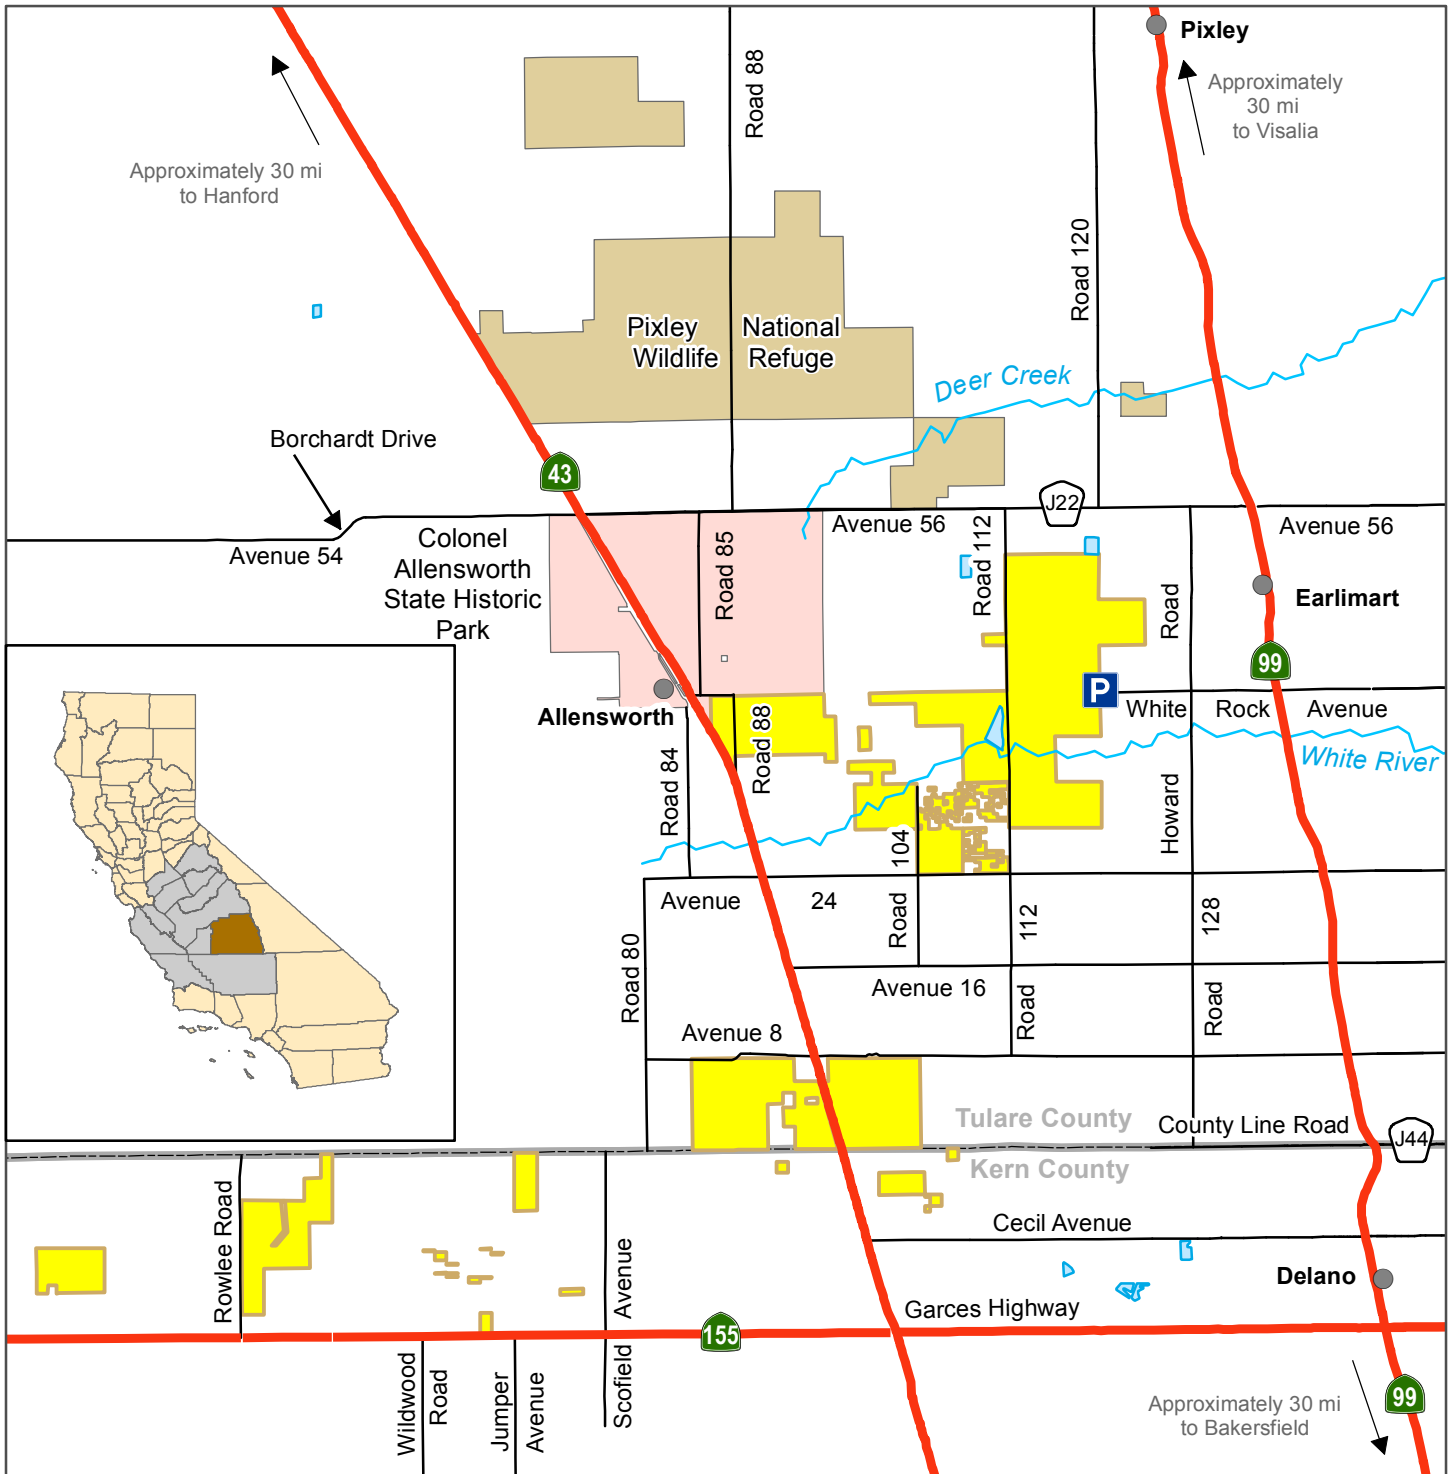 Pixley
Approximately
30 mi
to Visalia
Road 88
Approximately 30 mi
to Hanford
Road 120
Pixley National
Wildlife Refuge
Deer Creek
Borchardt Drive
43
J22
Avenue 54
Avenue 56
Avenue 56
Colonel
Allensworth
State Historic
Park
Road 85
Road 112
Road
Earlimart
99
P
Allensworth
White Rock Avenue
Road 88
Road 84
White River
Howard
104
Avenue 24
Road
112
128
Road 80
Avenue 16
Road
Road
Avenue 8
Tulare County
County Line Road
J44
Kern County
Rowlee Road
Cecil Avenue
Avenue
Delano
Garces Highway
155
Wildwood
Road
Jumper
Avenue
Scofield
99
Approximately 30 mi
to Bakersfield